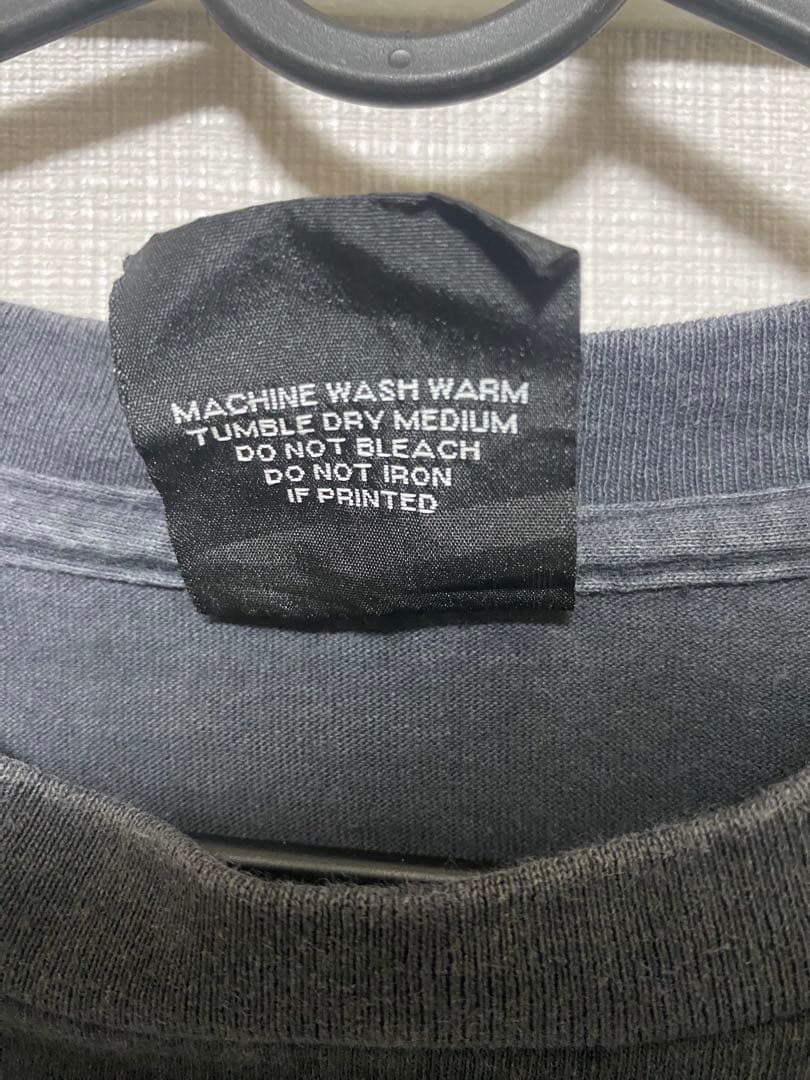 MACHINE WASH WARM
TUMBLE DRY MEDIUM
DO NOT BLEACH
DO NOT IRON
IF PRINTED